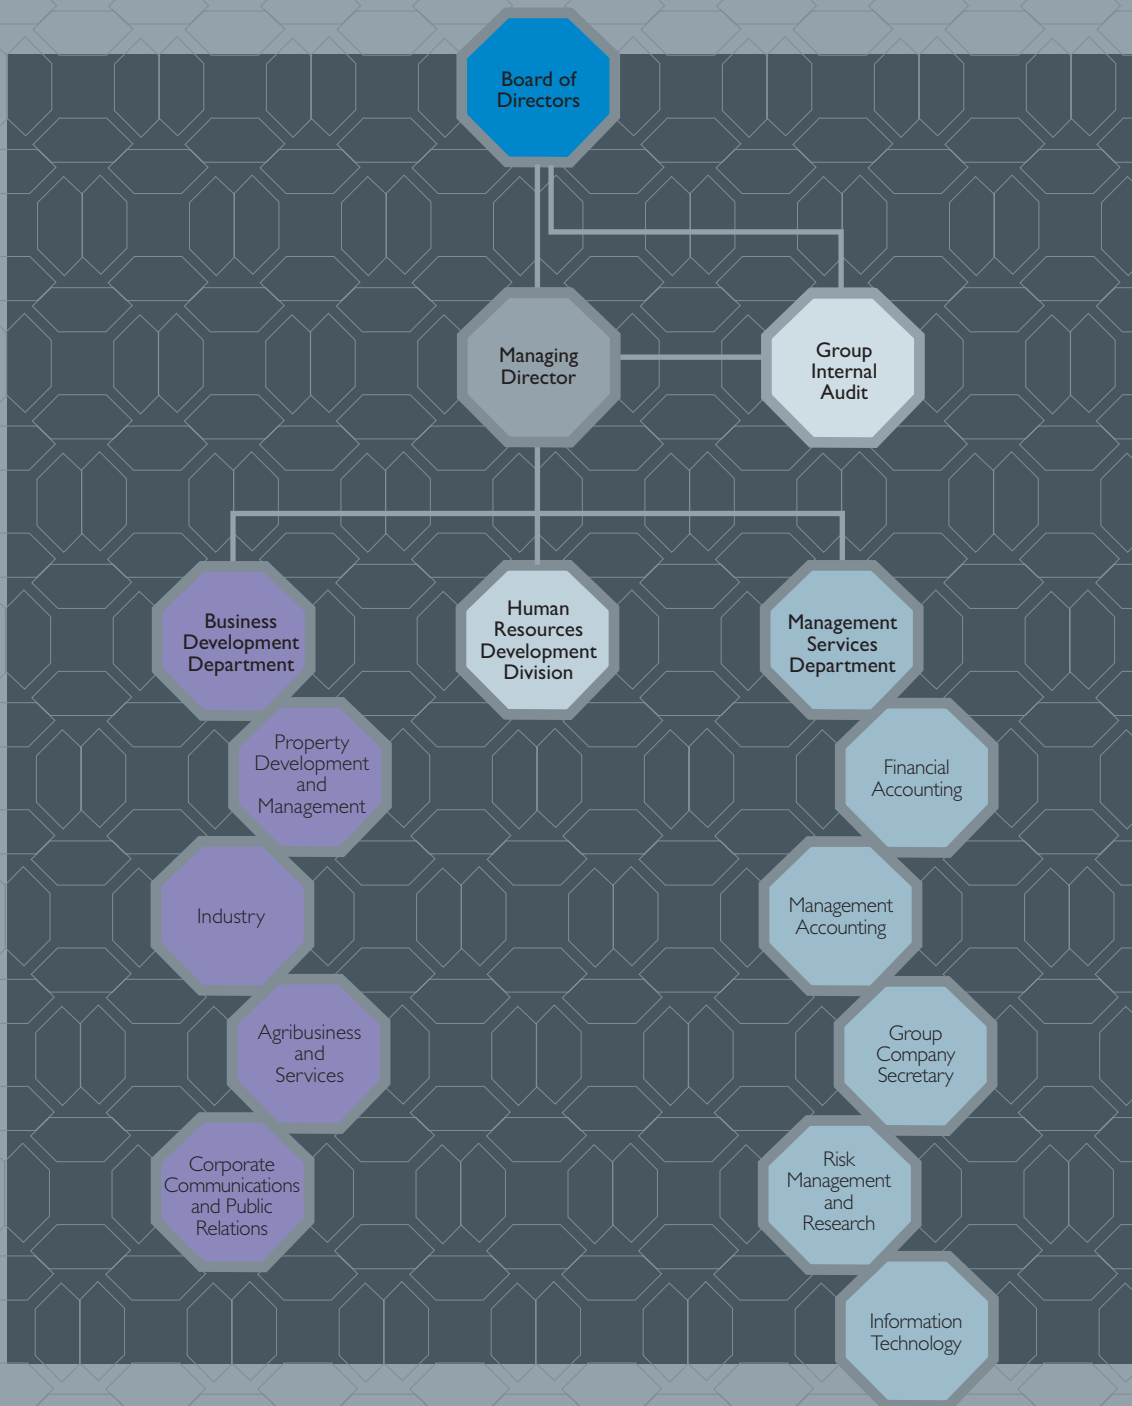 Board of
Directors
Managing
Director
Group
Internal
Audit
Business
Development
Department
Human
Resources
Development
Division
Management
Services
Department
Property
Development
and
Management
Financial
Accounting
Industry
Management
Accounting
Agribusiness
and
Services
Group
Company
Secretary
Corporate
Communications
and Public
Relations
Risk
Management
and
Research
Information
Technology